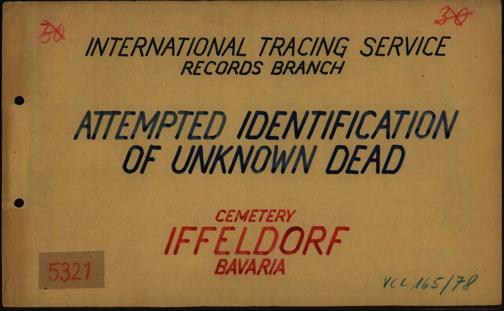 30 30
INTERNATIONAL TRACING SERVICE
RECORDS BRANCH
ATTEMPTED IDENTIFICATION
OF UNKNOWN DEAD
CEMETERY
IFFELDORF
BAVARIA
5321
VCC 165/78